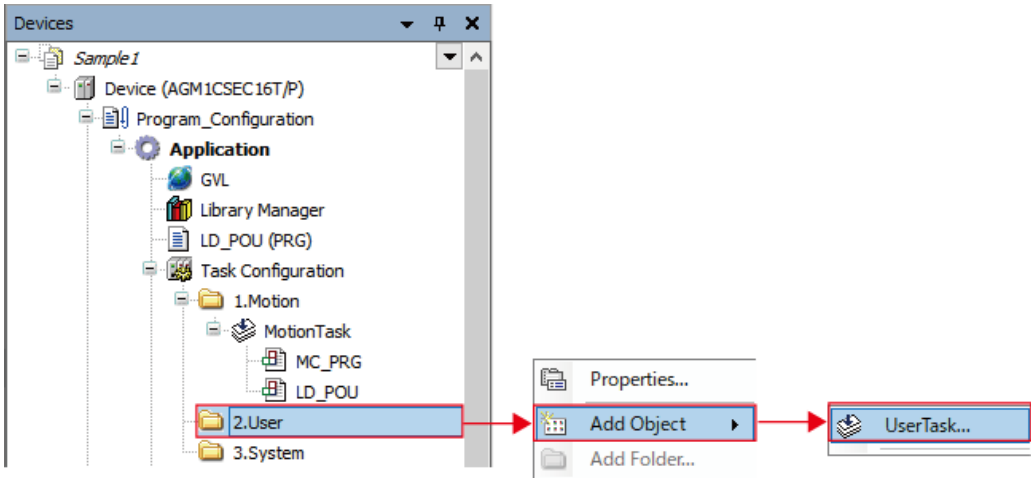 Devices
Sample1
Device (AGM1CSEC16T/P)
Program_Configuration
Application
GVL
Library Manager
LD_POU (PRG)
Task Configuration
1.Motion
MotionTask
MC_PRG
LD_POU
2.User
3.System
Properties...
Add Object
Add Folder...
UserTask...